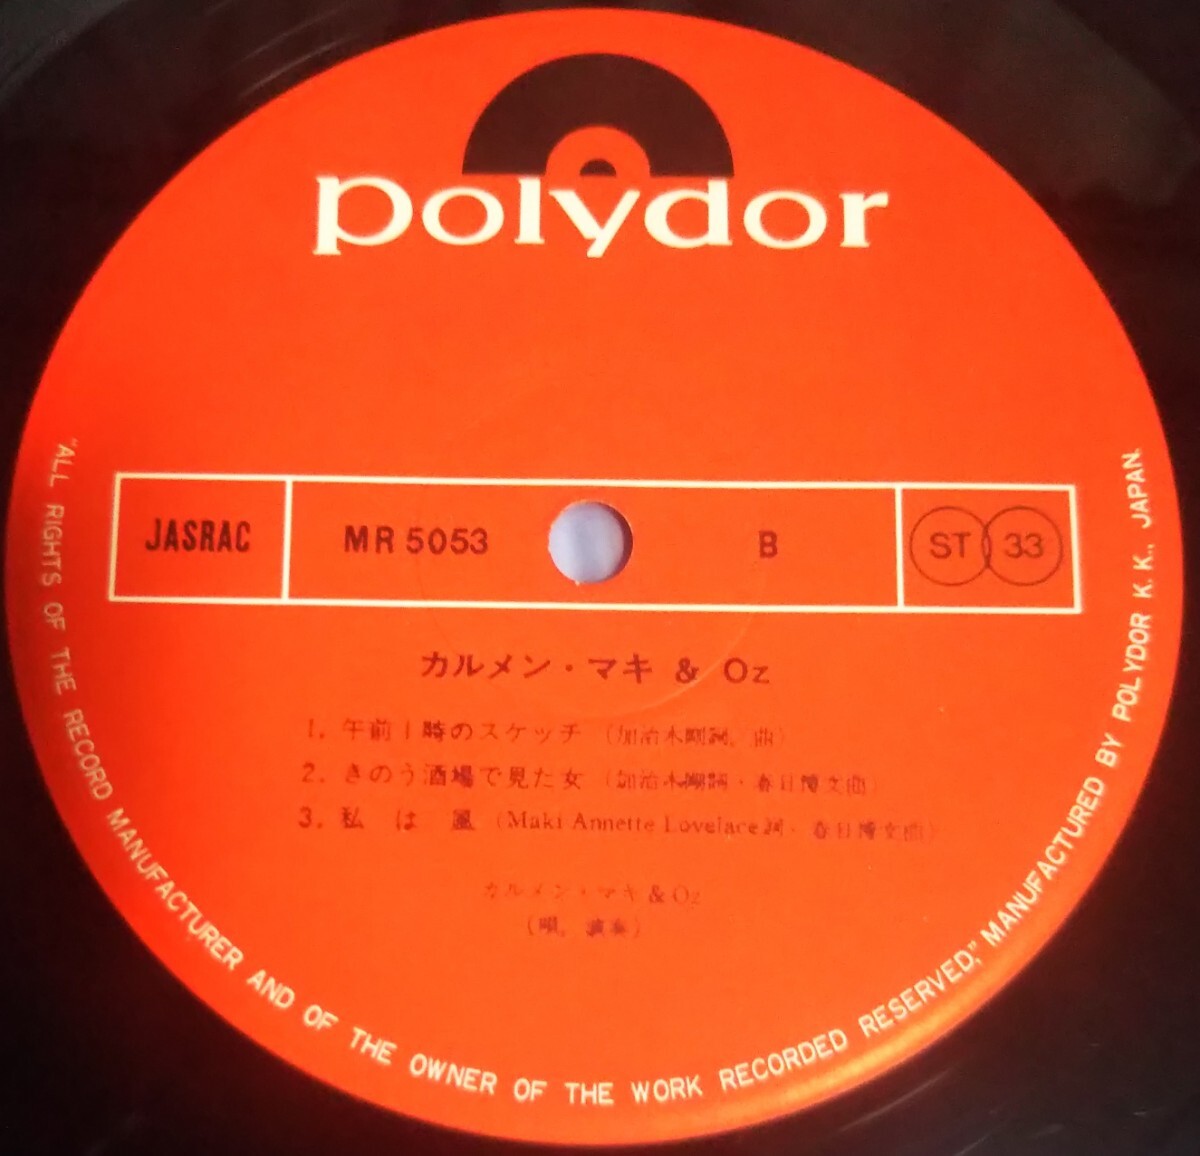 polydor
JASRAC MR 5053 B ST 33
カルメン・マキ & Oz
1. 午前1時のスケッチ (加治木剛詞, 曲)
2. きのう酒場で見た女 (加治木剛詞・春日博文曲)
3. 私は風 (Maki Annette Lovelace詞・春日博文曲)
カルメン・マキ&Oz
(唄, 演奏)
"ALL RIGHTS OF THE RECORD MANUFACTURER AND OF THE OWNER OF THE WORK RECORDED RESERVED," MANUFACTURED BY POLYDOR K.K., JAPAN.